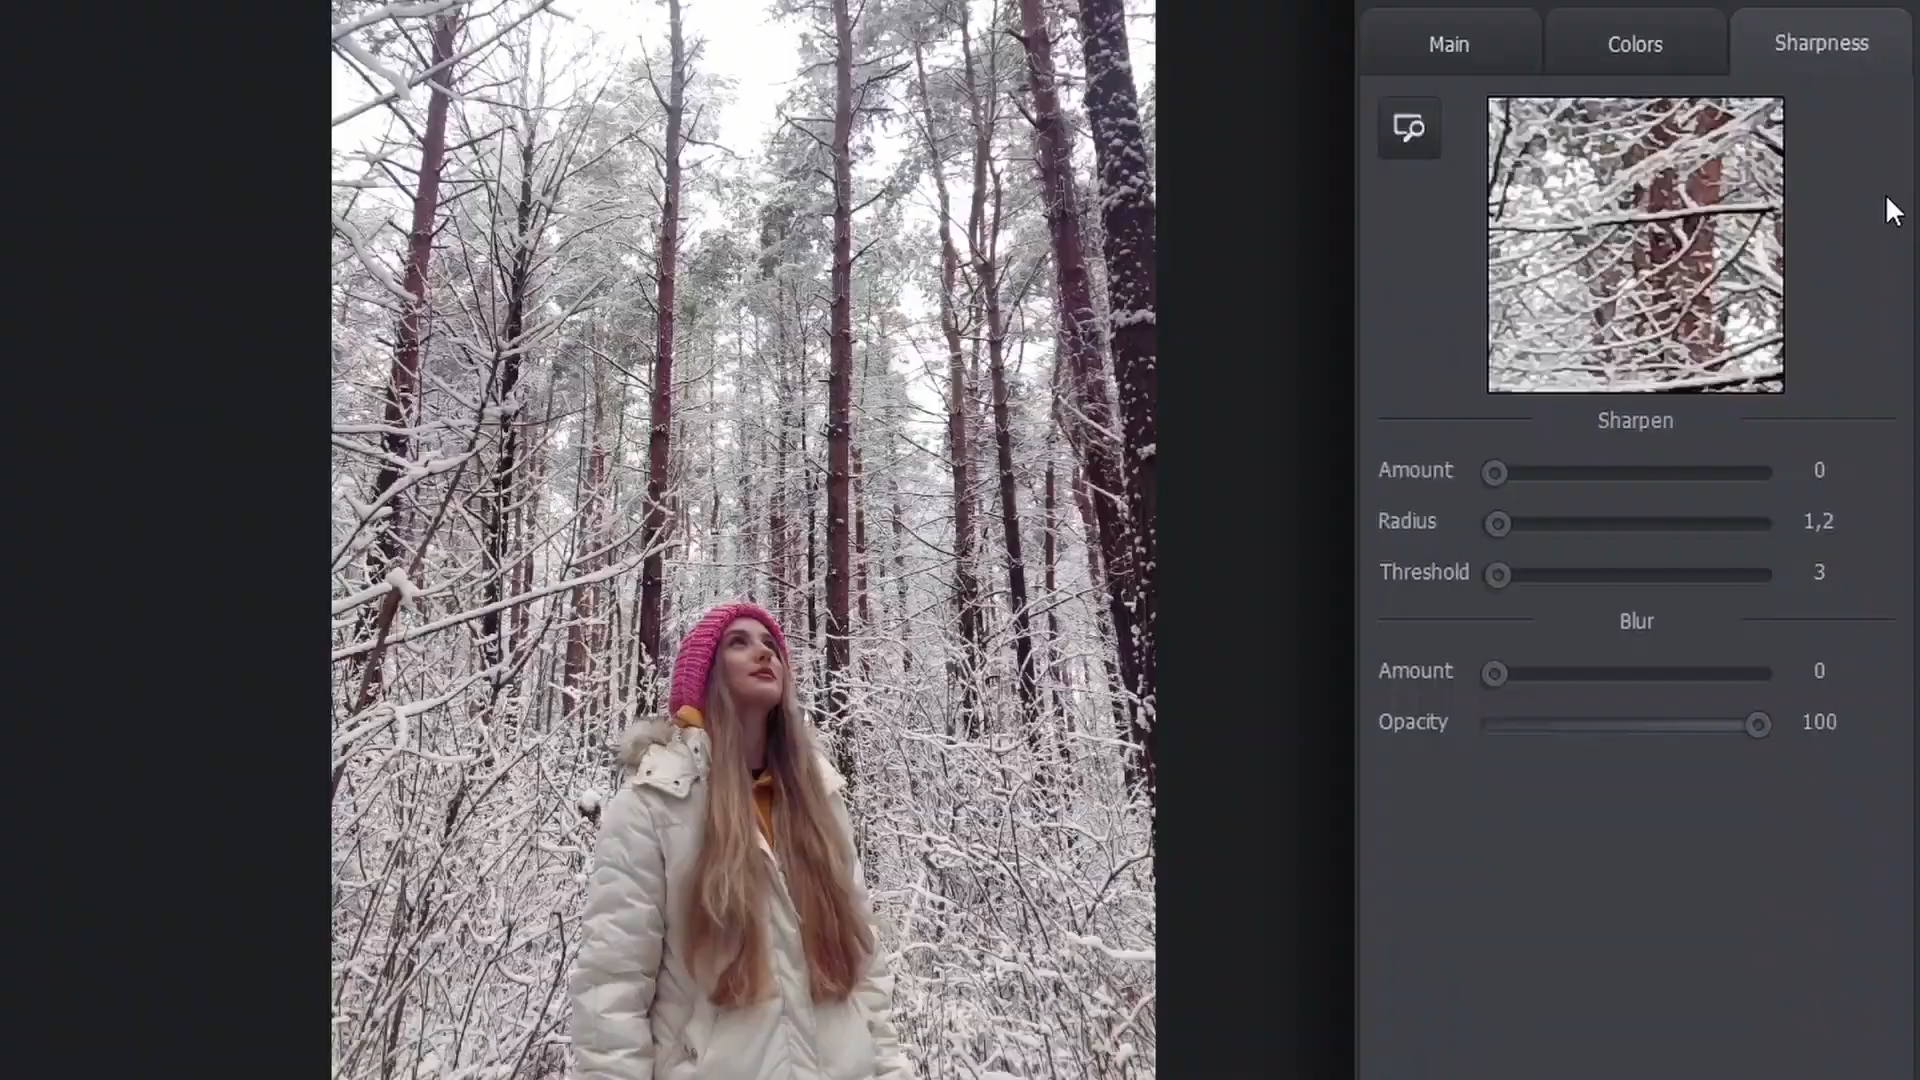 Main Colors Sharpness
Sharpen
Amount 0
Radius 1,2
Threshold 3
Blur
Amount 0
Opacity 100